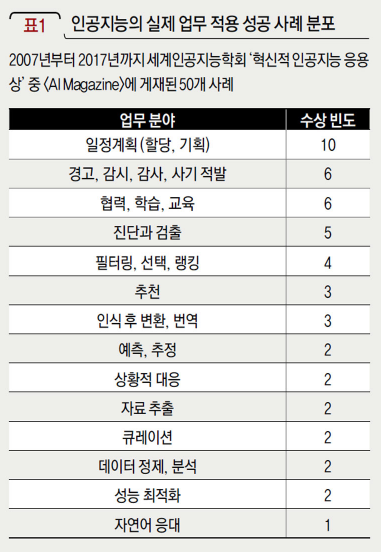 표1 인공지능의 실제 업무 적용 성공 사례 분포
2007년부터 2017년까지 세계인공지능학회 ‘혁신적 인공지능 응용
상’ 중 〈AI Magazine〉에 게재된 50개 사례
업무 분야 수상 빈도
일정계획(할당, 기획) 10
경고, 감시, 감사, 사기 적발 6
협력, 학습, 교육 6
진단과 검출 5
필터링, 선택, 랭킹 4
추천 3
인식 후 변환, 번역 3
예측, 추정 2
상황적 대응 2
자료 추출 2
큐레이션 2
데이터 정제, 분석 2
성능 최적화 2
자연어 응대 1